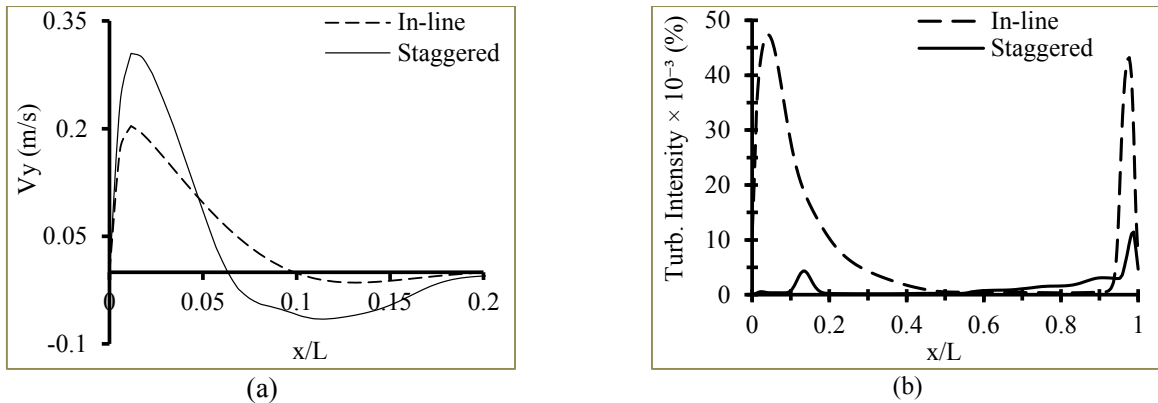 0.35
In-line
Staggered
0.2
Vy (m/s)
0.05
0
0.05
0.1
0.15
0.2
-0.1
x/L
(a)
50
In-line
Staggered
40
Turb. Intensity × 10⁻³ (%)
30
20
10
0
0
0.2
0.4
0.6
0.8
1
x/L
(b)